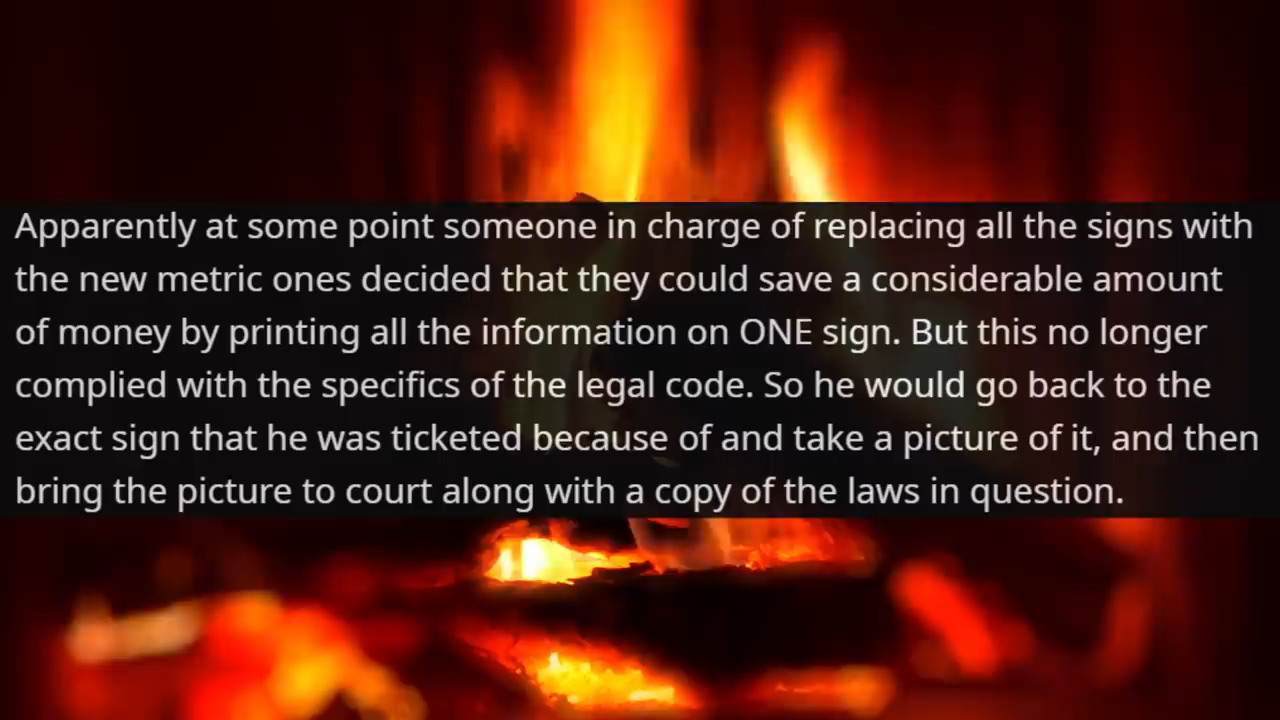 Apparently at some point someone in charge of replacing all the signs with
the new metric ones decided that they could save a considerable amount
of money by printing all the information on ONE sign. But this no longer
complied with the specifics of the legal code. So he would go back to the
exact sign that he was ticketed because of and take a picture of it, and then
bring the picture to court along with a copy of the laws in question.